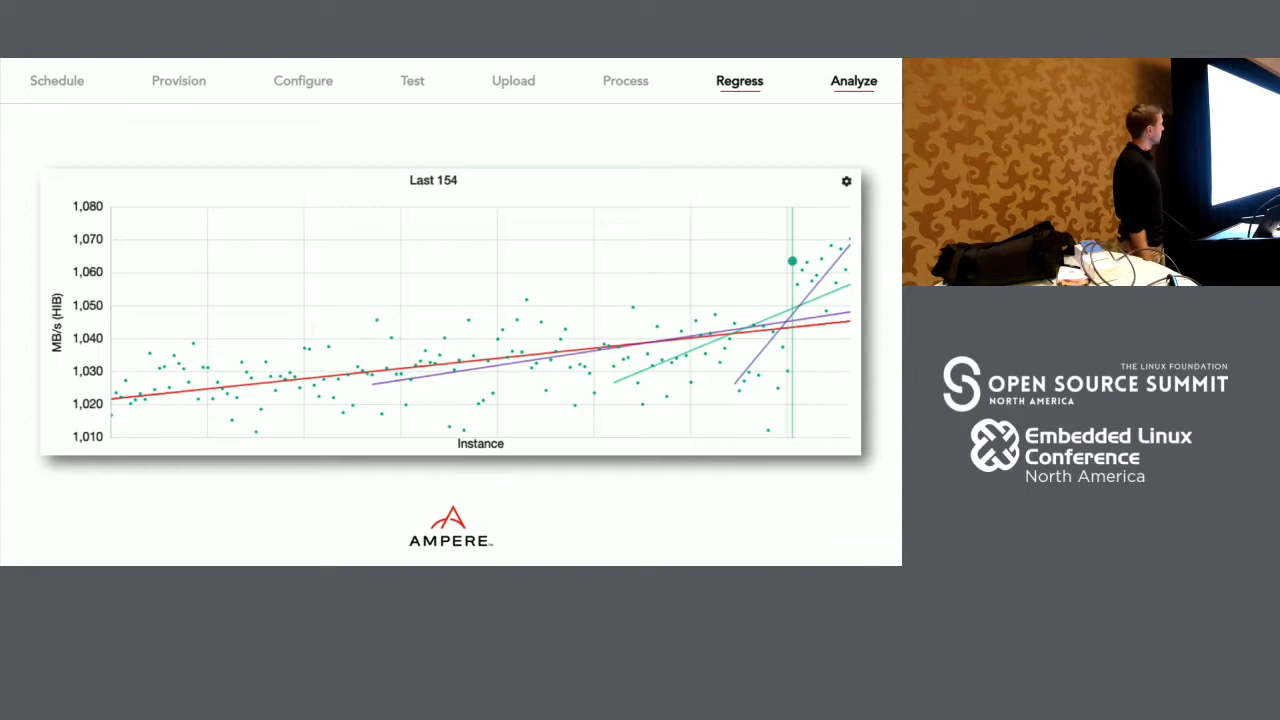 Schedule Provision Configure Test Upload Process Regress Analyze
Last 154
1,080
1,070
1,060
1,050
1,040
1,030
1,020
1,010
MB/s (HIB)
Instance
AMPERE
THE LINUX FOUNDATION
OPEN SOURCE SUMMIT
NORTH AMERICA
Embedded Linux
Conference
North America